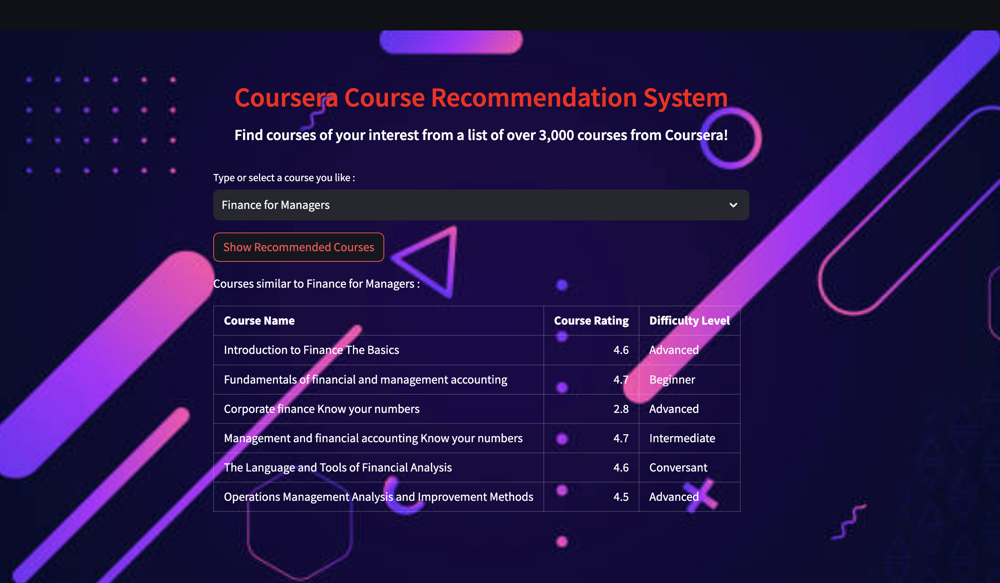 Coursera Course Recommendation System
Find courses of your interest from a list of over 3,000 courses from Coursera!
Type or select a course you like :
Finance for Managers
Show Recommended Courses
Courses similar to Finance for Managers :
Course Name Course Rating Difficulty Level
Introduction to Finance The Basics 4.6 Advanced
Fundamentals of financial and management accounting 4.7 Beginner
Corporate finance Know your numbers 2.8 Advanced
Management and financial accounting Know your numbers 4.7 Intermediate
The Language and Tools of Financial Analysis 4.6 Conversant
Operations Management Analysis and Improvement Methods 4.5 Advanced